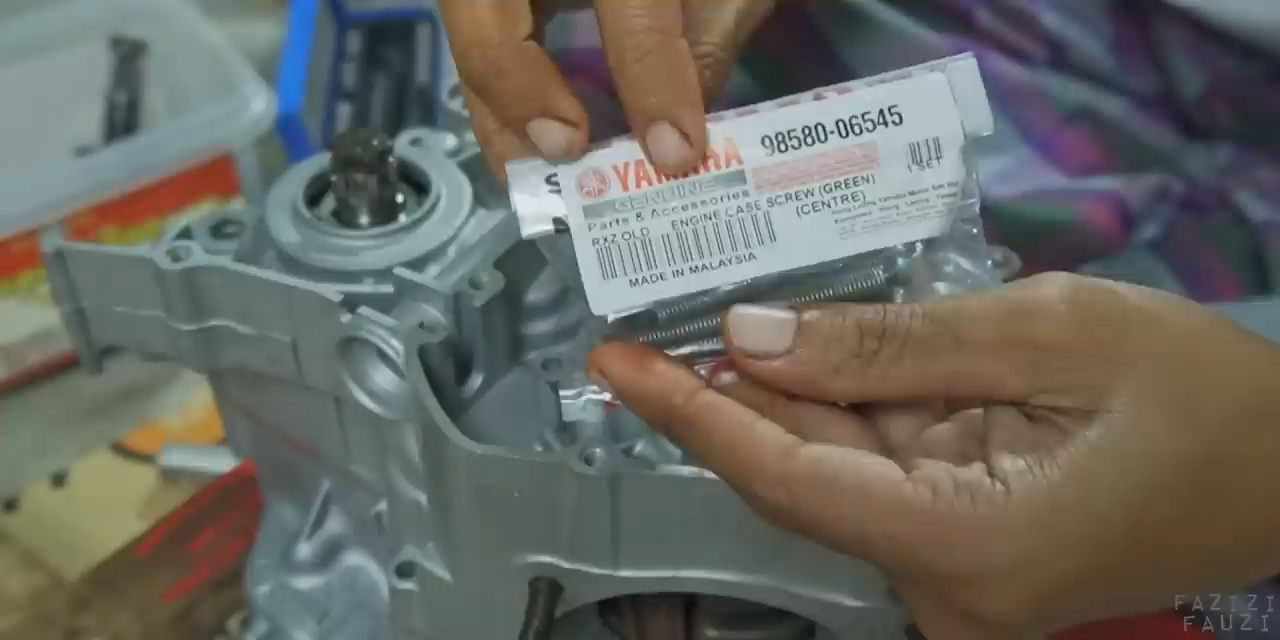 98580-06545
YAMAHA
GENUINE
Parts & Accessories
1 SET
RXZ OLD ENGINE CASE SCREW (GREEN)
(CENTRE)
MADE IN MALAYSIA
FAZIZI
FAUZI